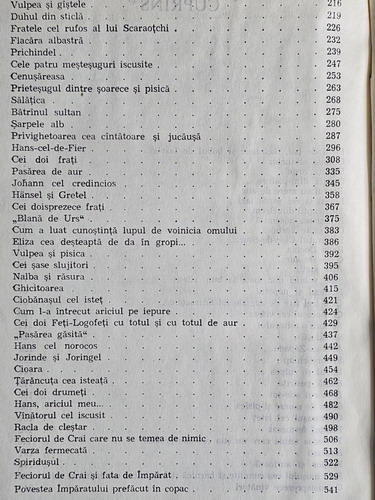 Vulpea și gîștele . . . . . . . . . . 216
Duhul din sticlă . . . . . . . . . . 219
Fratele cel rufos al lui Scaraoțchi . . . . . . . 226
Flacăra albastră . . . . . . . . . . 232
Prichindel . . . . . . . . . . 239
Cele patru meșteșuguri iscusite . . . . . . . 247
Cenușăreasa . . . . . . . . . . 253
Prieteșugul dintre șoarece și pisică . . . . . . . 263
Sălățica . . . . . . . . . . 268
Bătrînul sultan . . . . . . . . . . 275
Șarpele alb . . . . . . . . . . 280
Privighetoarea cea cîntătoare și jucăușă . . . . . . 287
Hans-cel-de-Fier . . . . . . . . . . 296
Cei doi frați . . . . . . . . . . 308
Pasărea de aur . . . . . . . . . . 335
Johann cel credincios . . . . . . . . . 345
Hänsel și Gretel . . . . . . . . . . 358
Cei doisprezece frați . . . . . . . . . 367
„Blană de Urs“ . . . . . . . . . . 375
Cum a luat cunoștință lupul de voinicia omului . . . . 383
Eliza cea deșteaptă de da în gropi... . . . . . . 386
Vulpea și pisica . . . . . . . . . . 392
Cei șase slujitori . . . . . . . . . . 395
Nalba și răsura . . . . . . . . . . 406
Ghicitoarea . . . . . . . . . . 415
Ciobănașul cel isteț . . . . . . . . . 421
Cum l-a întrecut ariciul pe iepure . . . . . . . 424
Cei doi Feți-Logofeți cu totul și cu totul de aur . . . . 429
„Pasărea găsită“ . . . . . . . . . . 437
Hans cel norocos . . . . . . . . . . 442
Jorinde și Joringel . . . . . . . . . . 449
Cioara . . . . . . . . . . 454
Țărăncuța cea isteață . . . . . . . . . 462
Cei doi drumeți . . . . . . . . . . 468
Hans, ariciul meu... . . . . . . . . . 482
Vînătorul cel iscusit . . . . . . . . . 490
Racla de cleștar . . . . . . . . . . 498
Feciorul de Crai care nu se temea de nimic . . . . . 506
Varza fermecată . . . . . . . . . . 513
Spiridușul . . . . . . . . . . 522
Feciorul de Crai și fata de Împărat . . . . . . . 529
Povestea Împăratului prefăcut în copac . . . . . . 541